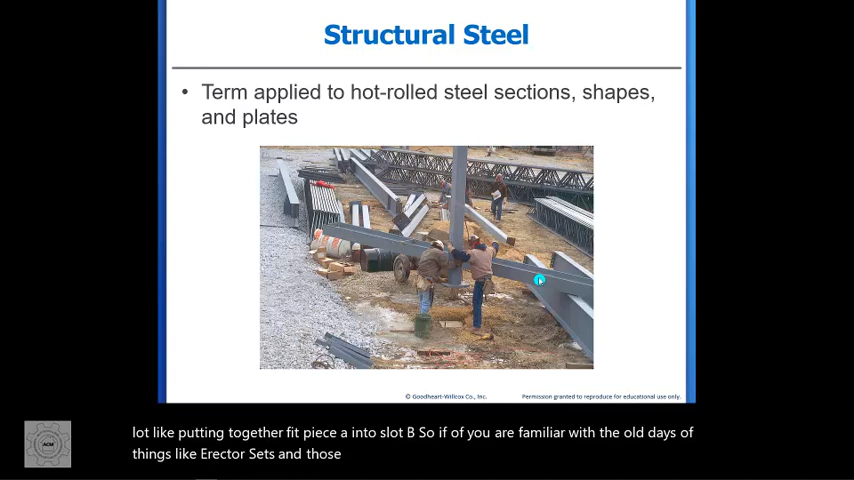 Structural Steel
• Term applied to hot-rolled steel sections, shapes,
and plates
© Goodheart-Willcox Co., Inc. Permission granted to reproduce for educational use only.
lot like putting together fit piece a into slot B So if of you are familiar with the old days of
things like Erector Sets and those
ACM